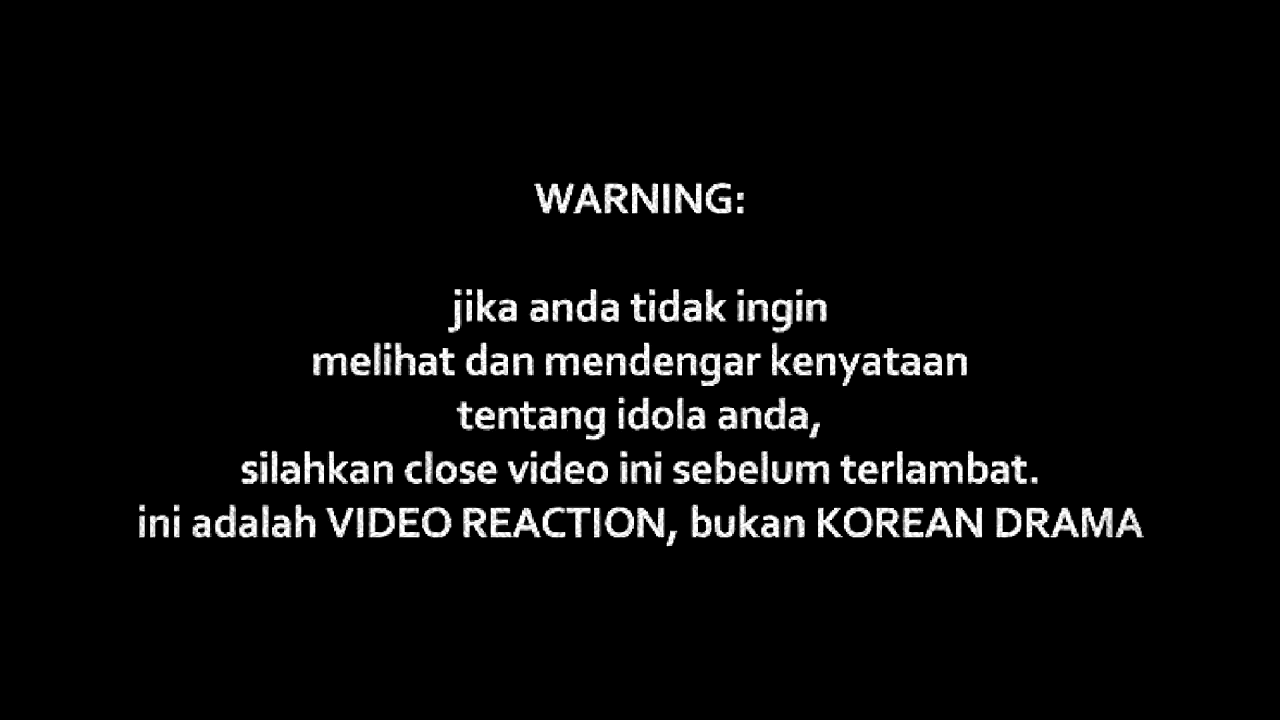 WARNING:
jika anda tidak ingin
melihat dan mendengar kenyataan
tentang idola anda,
silahkan close video ini sebelum terlambat.
ini adalah VIDEO REACTION, bukan KOREAN DRAMA